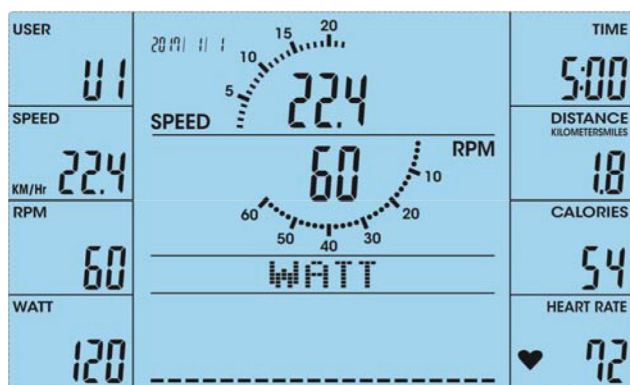 USER
U1
SPEED
KM/Hr 22.4
RPM
60
WATT
120
2017/ 1/ 1
5 10 15 20
SPEED 22.4
60 RPM
10
20
30
40
50
60
WATT
TIME
5:00
DISTANCE
KILOMETERSMILES
1.8
CALORIES
54
HEART RATE
72